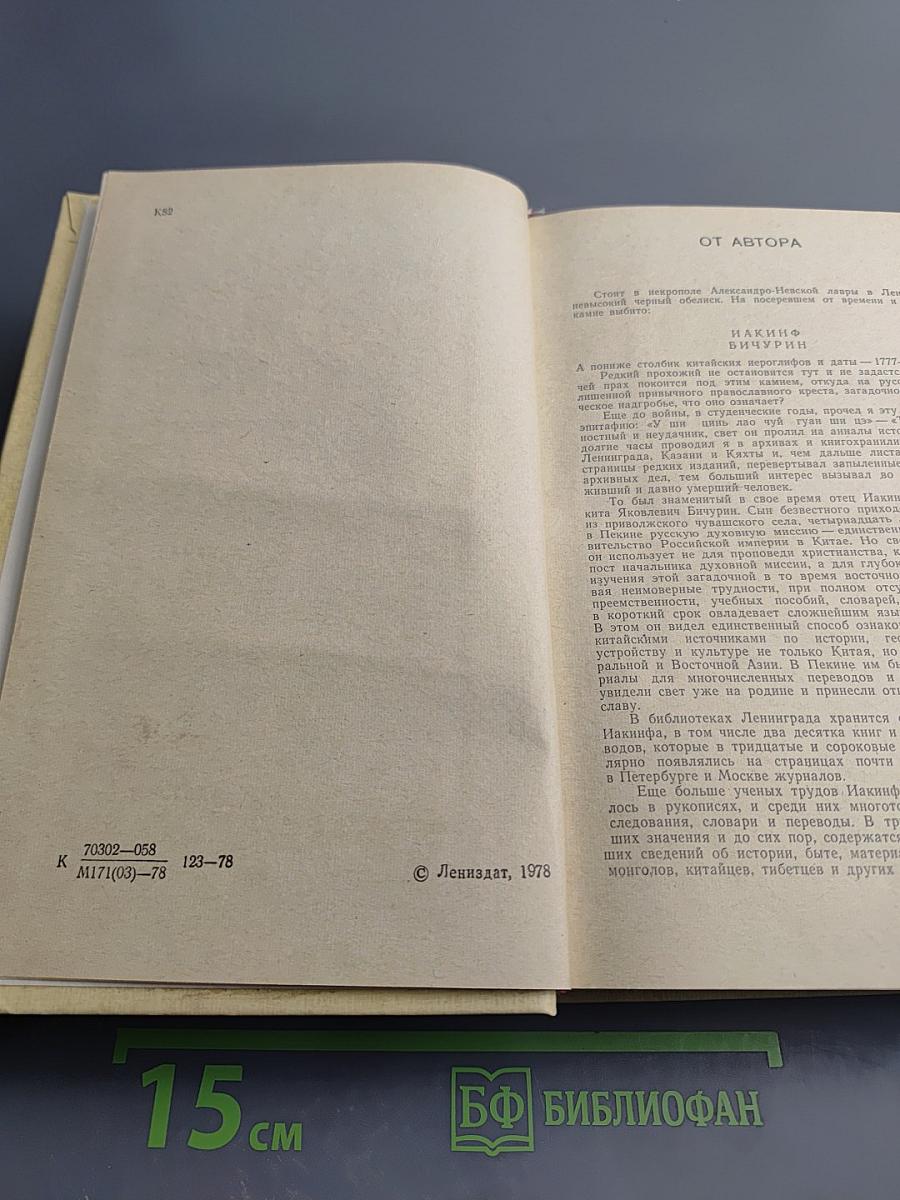 К82
К 70302—058 123—78
М171(03)—78
© Лениздат, 1978
ОТ АВТОРА
Стоит в некрополе Александро-Невской лавры в Лен
невысокий черный обелиск. На посеревшем от времени и
камне выбито:
ИАКИНФ
БИЧУРИН
А пониже столбик китайских иероглифов и даты — 1777—
Редкий прохожий не остановится тут и не задастс
чей прах покоится под этим камнем, откуда на русс
лишенной привычного православного креста, загадочно
ческое надгробье, что оно означает?
Еще до войны, в студенческие годы, прочел я эту
эпитафию: «У ши цинь лао чуй гуан ши цэ» — «
ностный и неудачник, свет он пролил на анналы исто
долгие часы проводил я в архивах и книгохранили
Ленинграда, Казани и Кяхты и, чем дальше листа
страницы редких изданий, перевертывал запыленные
архивных дел, тем больший интерес вызывал во
живший и давно умерший человек.
То был знаменитый в свое время отец Иакин
кита Яковлевич Бичурин. Сын безвестного приход
из приволжского чувашского села, четырнадцать
в Пекине русскую духовную миссию — единствен
вительство Российской империи в Китае. Но св
он использует не для проповеди христианства, к
пост начальника духовной миссии, а для глубок
изучения этой загадочной в то время восточно
вая неимоверные трудности, при полном отсу
преемственности, учебных пособий, словарей,
в короткий срок овладевает сложнейшим язы
В этом он видел единственный способ ознако
китайскими источниками по истории, гео
устройству и культуре не только Китая, но
ральной и Восточной Азии. В Пекине им бы
риалы для многочисленных переводов и
увидели свет уже на родине и принесли отц
славу.
В библиотеках Ленинграда хранится
Иакинфа, в том числе два десятка книг и
водов, которые в тридцатые и сороковые
лярно появлялись на страницах почти
в Петербурге и Москве журналов.
Еще больше ученых трудов Иакинф
лось в рукописях, и среди них многото
следования, словари и переводы. В тр
ших значения и до сих пор, содержатся
ших сведений об истории, быте, матери
монголов, китайцев, тибетцев и других
15 см
БФ БИБЛИОФАН